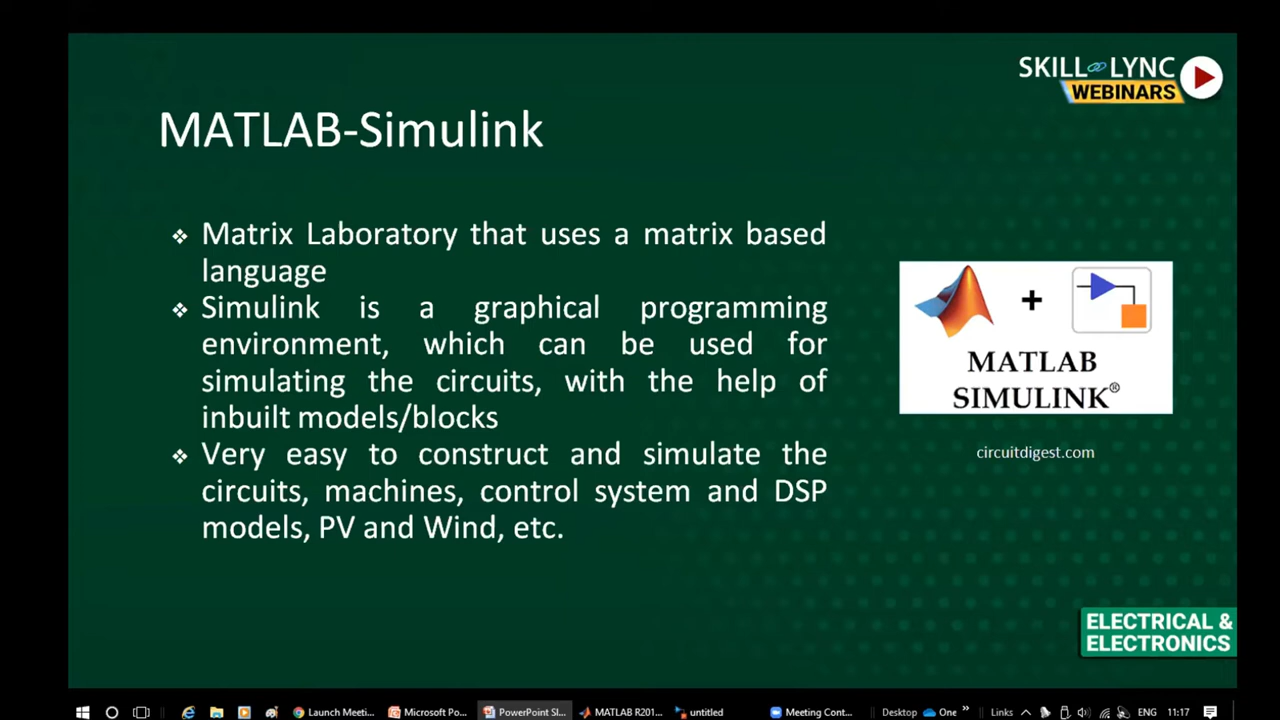 SKILL LYNC
WEBINARS
MATLAB-Simulink
❖ Matrix Laboratory that uses a matrix based
language
❖ Simulink is a graphical programming
environment, which can be used for
simulating the circuits, with the help of
inbuilt models/blocks
❖ Very easy to construct and simulate the
circuits, machines, control system and DSP
models, PV and Wind, etc.
+
MATLAB
SIMULINK®
circuitdigest.com
ELECTRICAL &
ELECTRONICS
Launch Meeti... Microsoft Po... PowerPoint Sl... MATLAB R201... untitled Meeting Cont... Desktop One » Links ENG 11:17